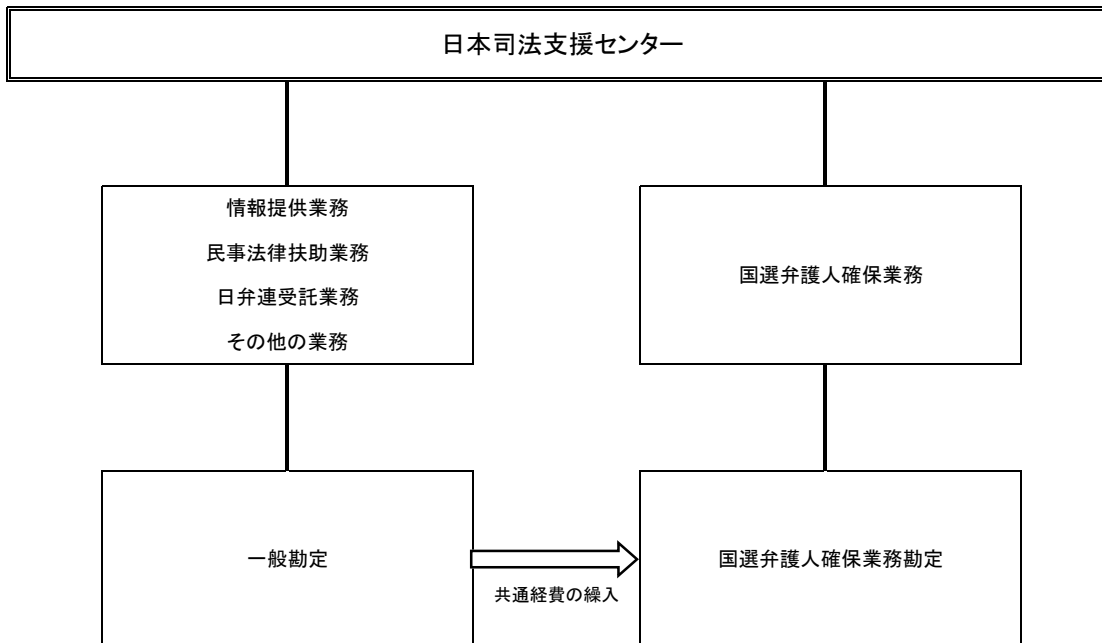 日本司法支援センター
情報提供業務
民事法律扶助業務
日弁連受託業務
その他の業務
国選弁護人確保業務
一般勘定
共通経費の繰入
国選弁護人確保業務勘定